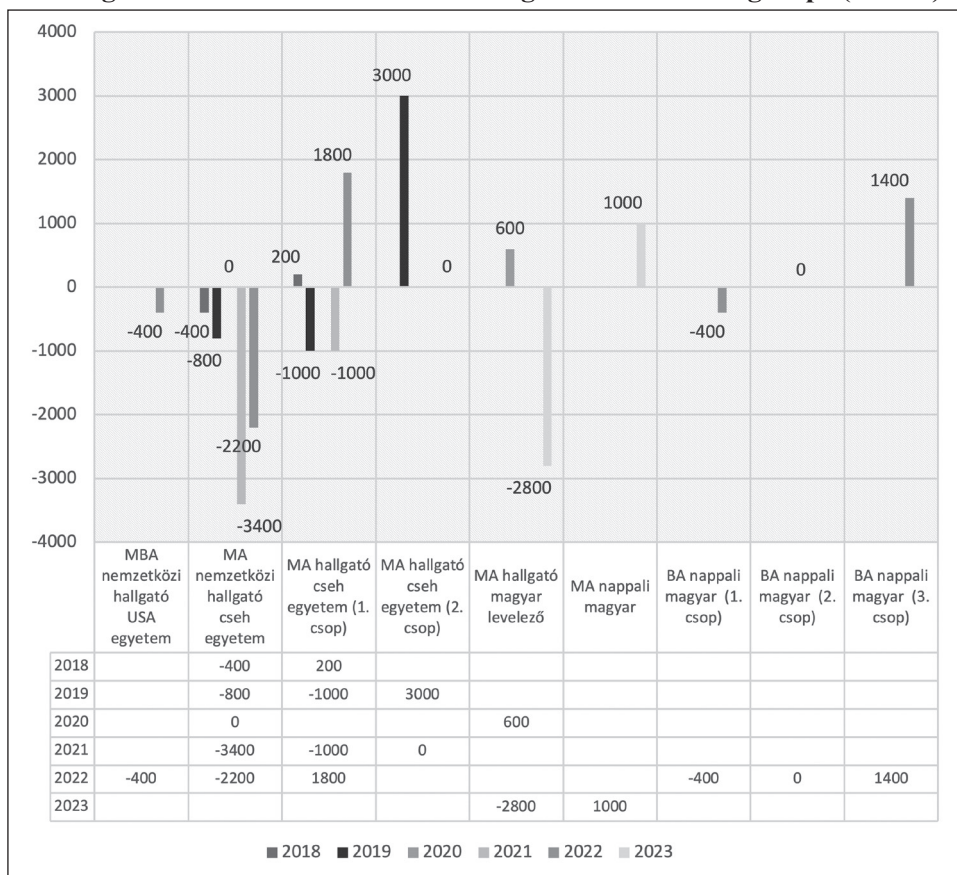 4000
3000
3000
2000
1800
1400
1000
1000
600
200
0
0
0
0
-400
-400
-400
-800
-1000
-1000
-1000
-2000
-2200
-2800
-3000
-3400
-4000
MBA
nemzetközi
hallgató
USA
egyetem
MA
nemzetközi
hallgató
cseh
egyetem
MA hallgató
cseh
egyetem (1.
csop)
MA hallgató
cseh
egyetem (2.
csop)
MA hallgató
magyar
levelező
MA nappali
magyar
BA nappali
magyar (1.
csop)
BA nappali
magyar (2.
csop)
BA nappali
magyar (3.
csop)
2018 -400 200
2019 -800 -1000 3000
2020 0 600
2021 -3400 -1000 0
2022 -400 -2200 1800 -400 0 1400
2023 -2800 1000
2018 2019 2020 2021 2022 2023